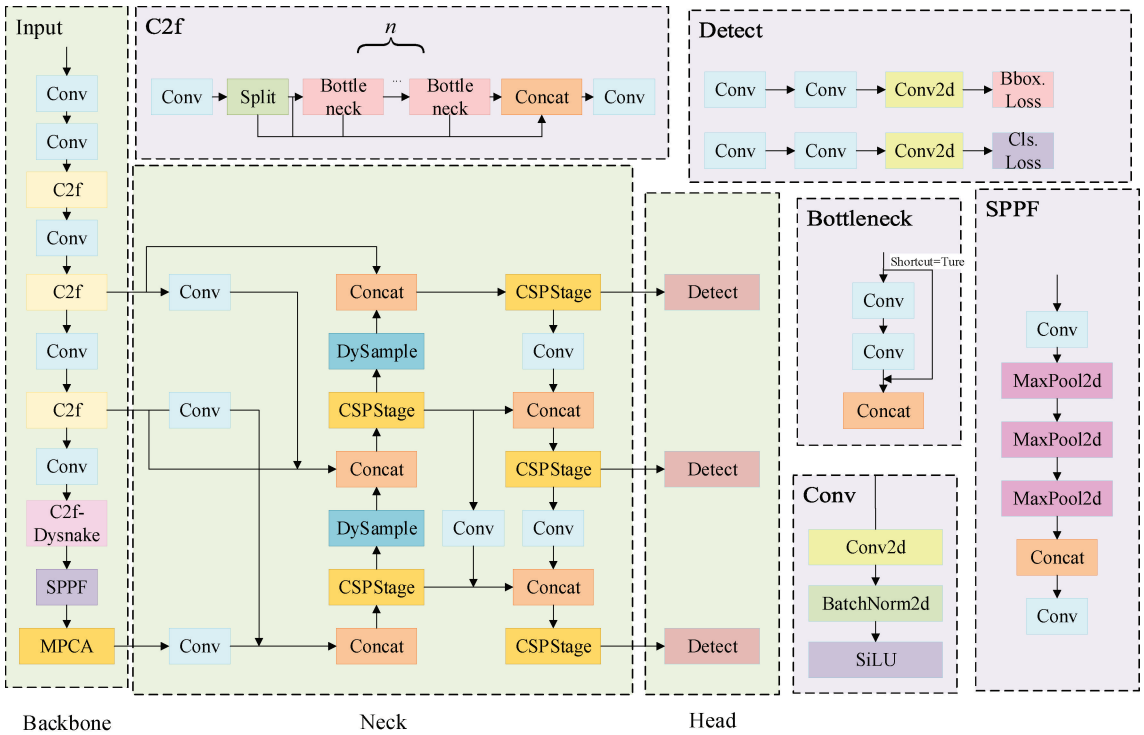 Input
Conv
Conv
C2f
Conv
C2f
Conv
C2f
Conv
C2f-
Dysnake
SPPF
MPCA
Backbone
C2f
n
Conv
Split
Bottle
neck
...
Bottle
neck
Concat
Conv
Detect
Conv
Conv
Conv2d
Bbox.
Loss
Conv
Conv
Conv2d
Cls.
Loss
Conv
Concat
CSPStage
DySample
Conv
Conv
CSPStage
Concat
Concat
CSPStage
DySample
Conv
Conv
CSPStage
Concat
Conv
Concat
CSPStage
Neck
Detect
Detect
Detect
Head
Bottleneck
Shortcut=Ture
Conv
Conv
Concat
Conv
Conv2d
BatchNorm2d
SiLU
SPPF
Conv
MaxPool2d
MaxPool2d
MaxPool2d
Concat
Conv